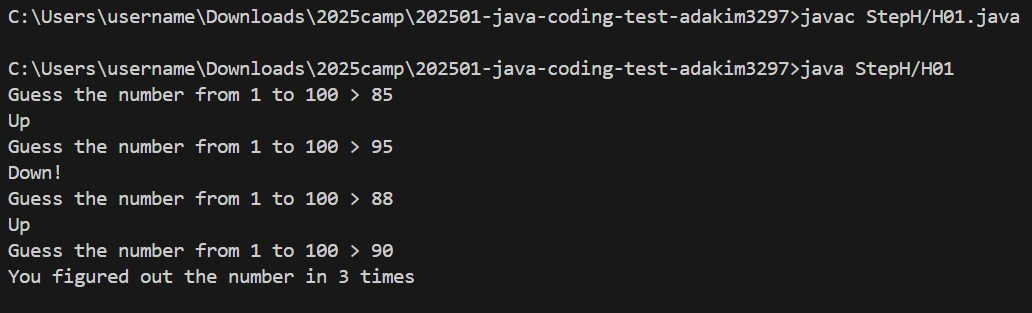 C:\Users\username\Downloads\2025camp\202501-java-coding-test-adakim3297>javac StepH/H01.java
C:\Users\username\Downloads\2025camp\202501-java-coding-test-adakim3297>java StepH/H01
Guess the number from 1 to 100 > 85
Up
Guess the number from 1 to 100 > 95
Down!
Guess the number from 1 to 100 > 88
Up
Guess the number from 1 to 100 > 90
You figured out the number in 3 times